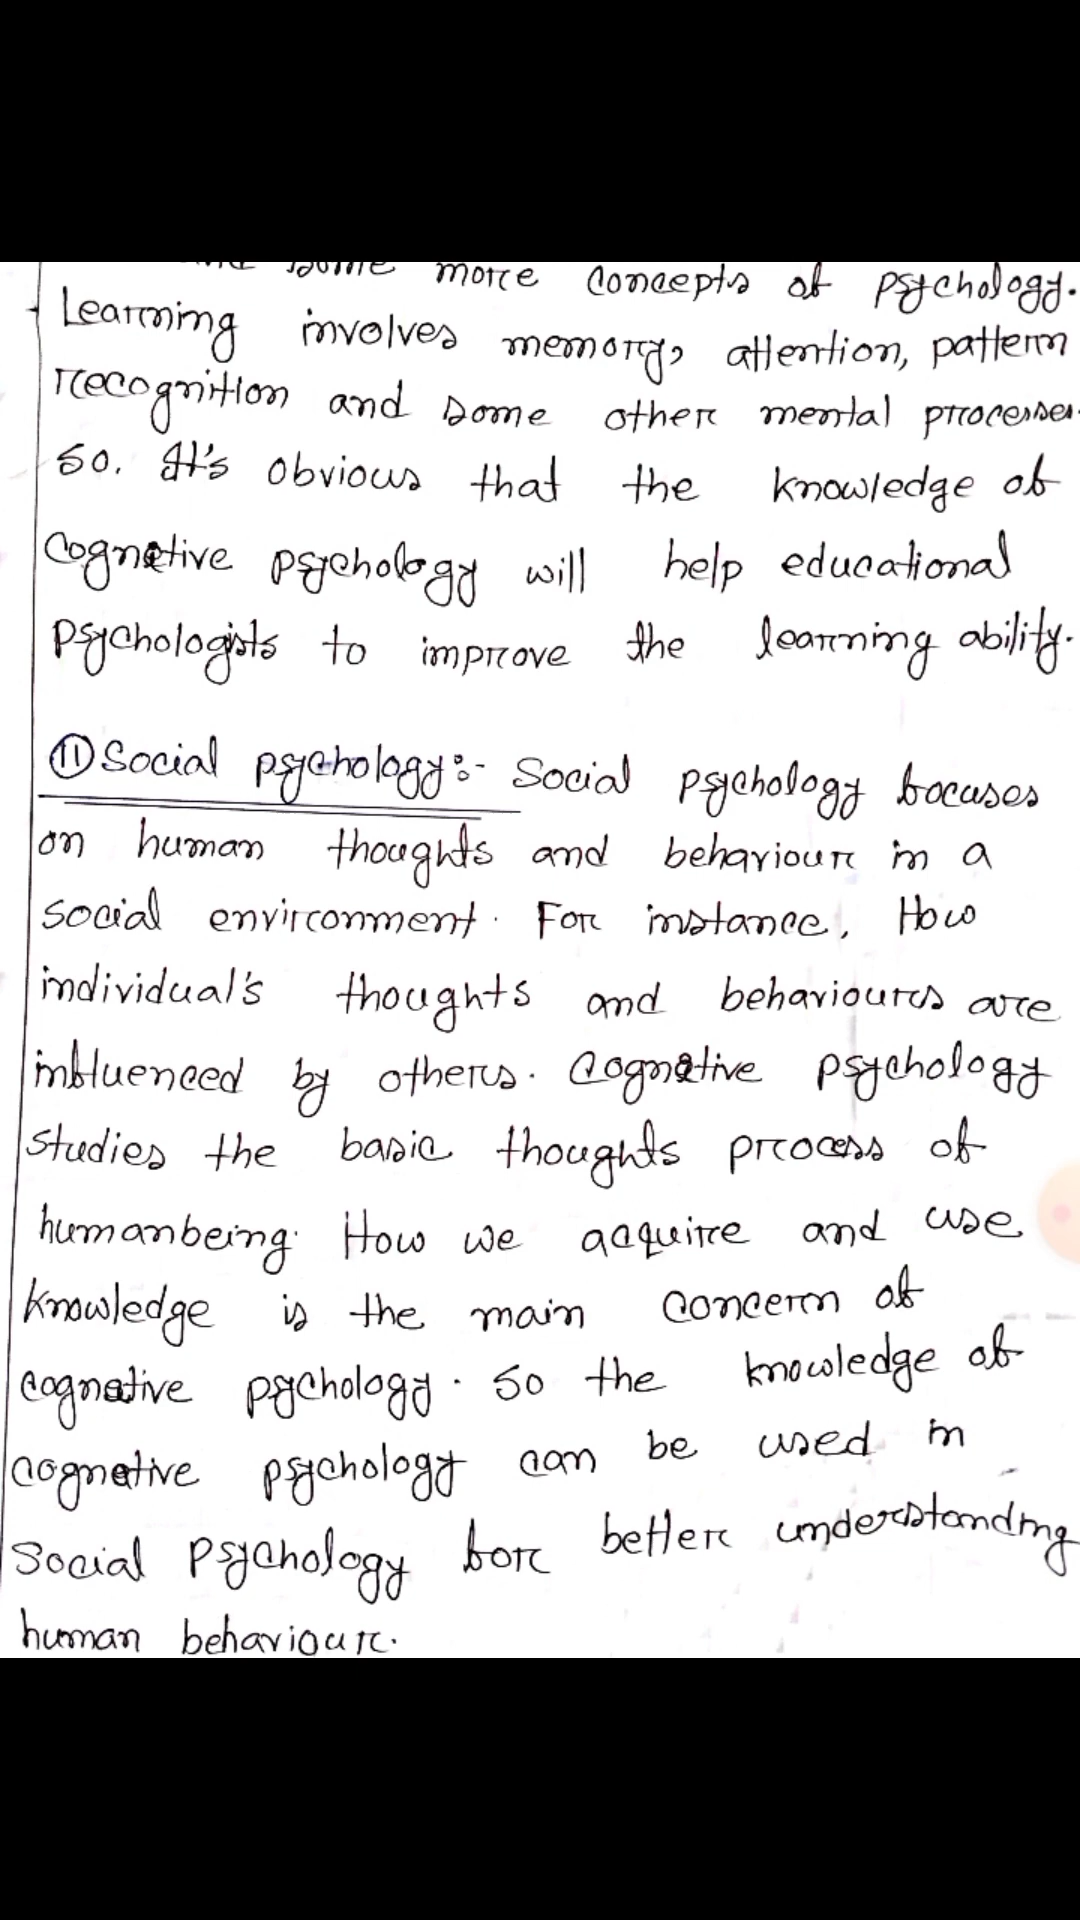 some more concepts of psychology.
Learning involves memory, attention, pattern
recognition and some other mental processes.
so. It's obvious that the knowledge of
Cognetive psychology will help educational
psychologists to improve the learning ability.
⑪ Social psychology:- Social psychology focuses
on human thoughts and behaviour in a
social environment. For instance, How
individual's thoughts and behaviours are
influenced by others. Cognetive psychology
studies the basic thoughts process of
humanbeing. How we acquire and use
knowledge is the main concern of
cognetive psychology. So the knowledge of
cognetive psychology can be used in
Social Psychology for better understanding
human behaviour.